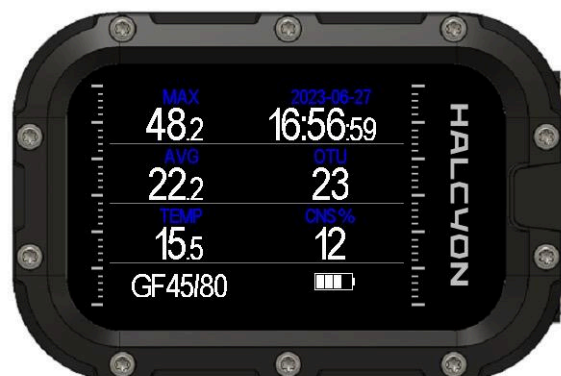 MAX 2023-06-27
48.2 16:56:59
AVG OTU
22.2 23
TEMP CNS%
15.5 12
GF45/80
HALCYON